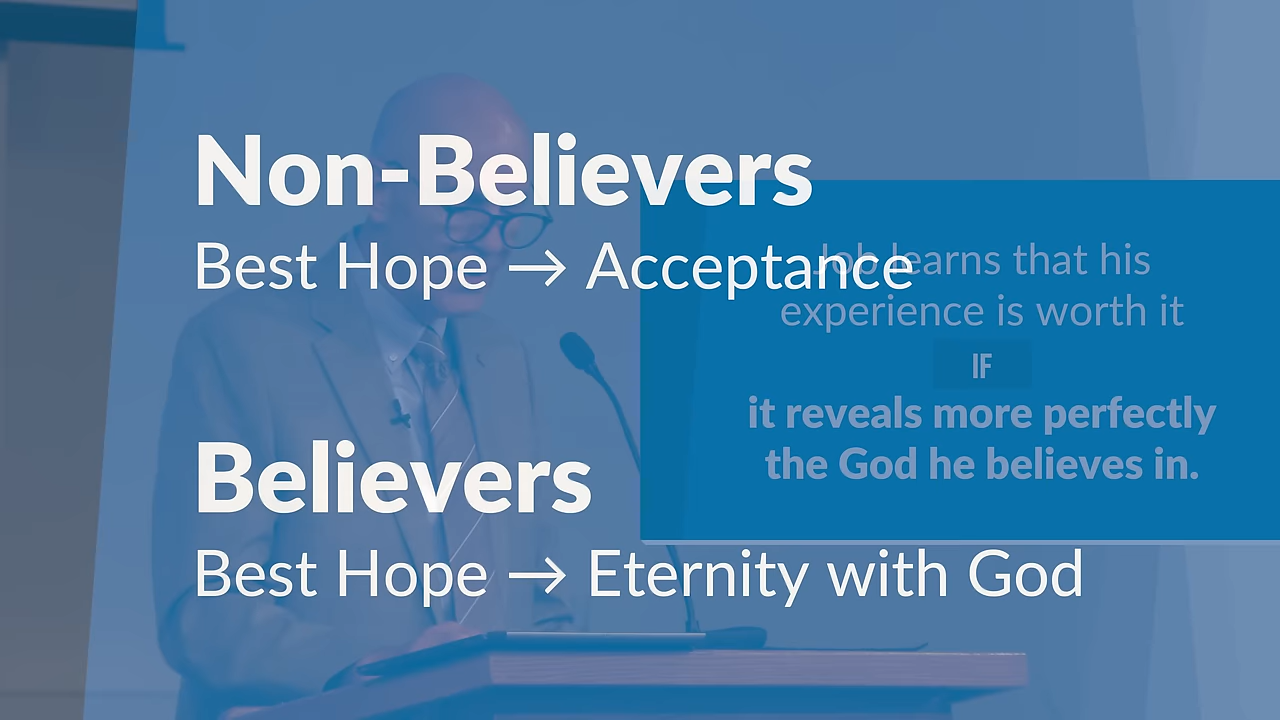 Non-Believers
Best Hope → Acceptance
Job learns that his
experience is worth it
IF
it reveals more perfectly
the God he believes in.
Believers
Best Hope → Eternity with God